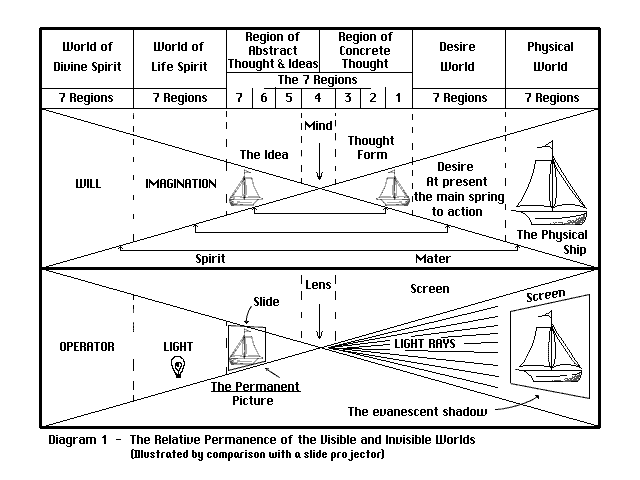 World of
Divine Spirit
World of
Life Spirit
Region of
Abstract
Thought & Ideas
Region of
Concrete
Thought
Desire
World
Physical
World
The 7 Regions
7 Regions
7 Regions
7
6
5
4
3
2
1
7 Regions
7 Regions
Mind
The Idea
Thought
Form
WILL
IMAGINATION
Desire
At present
the main spring
to action
The Physical
Ship
Spirit
Mater
Lens
Screen
Slide
Screen
OPERATOR
LIGHT
LIGHT RAYS
The Permanent
Picture
The evanescent shadow
Diagram 1 - The Relative Permanence of the Visible and Invisible Worlds
(Illustrated by comparison with a slide projector)